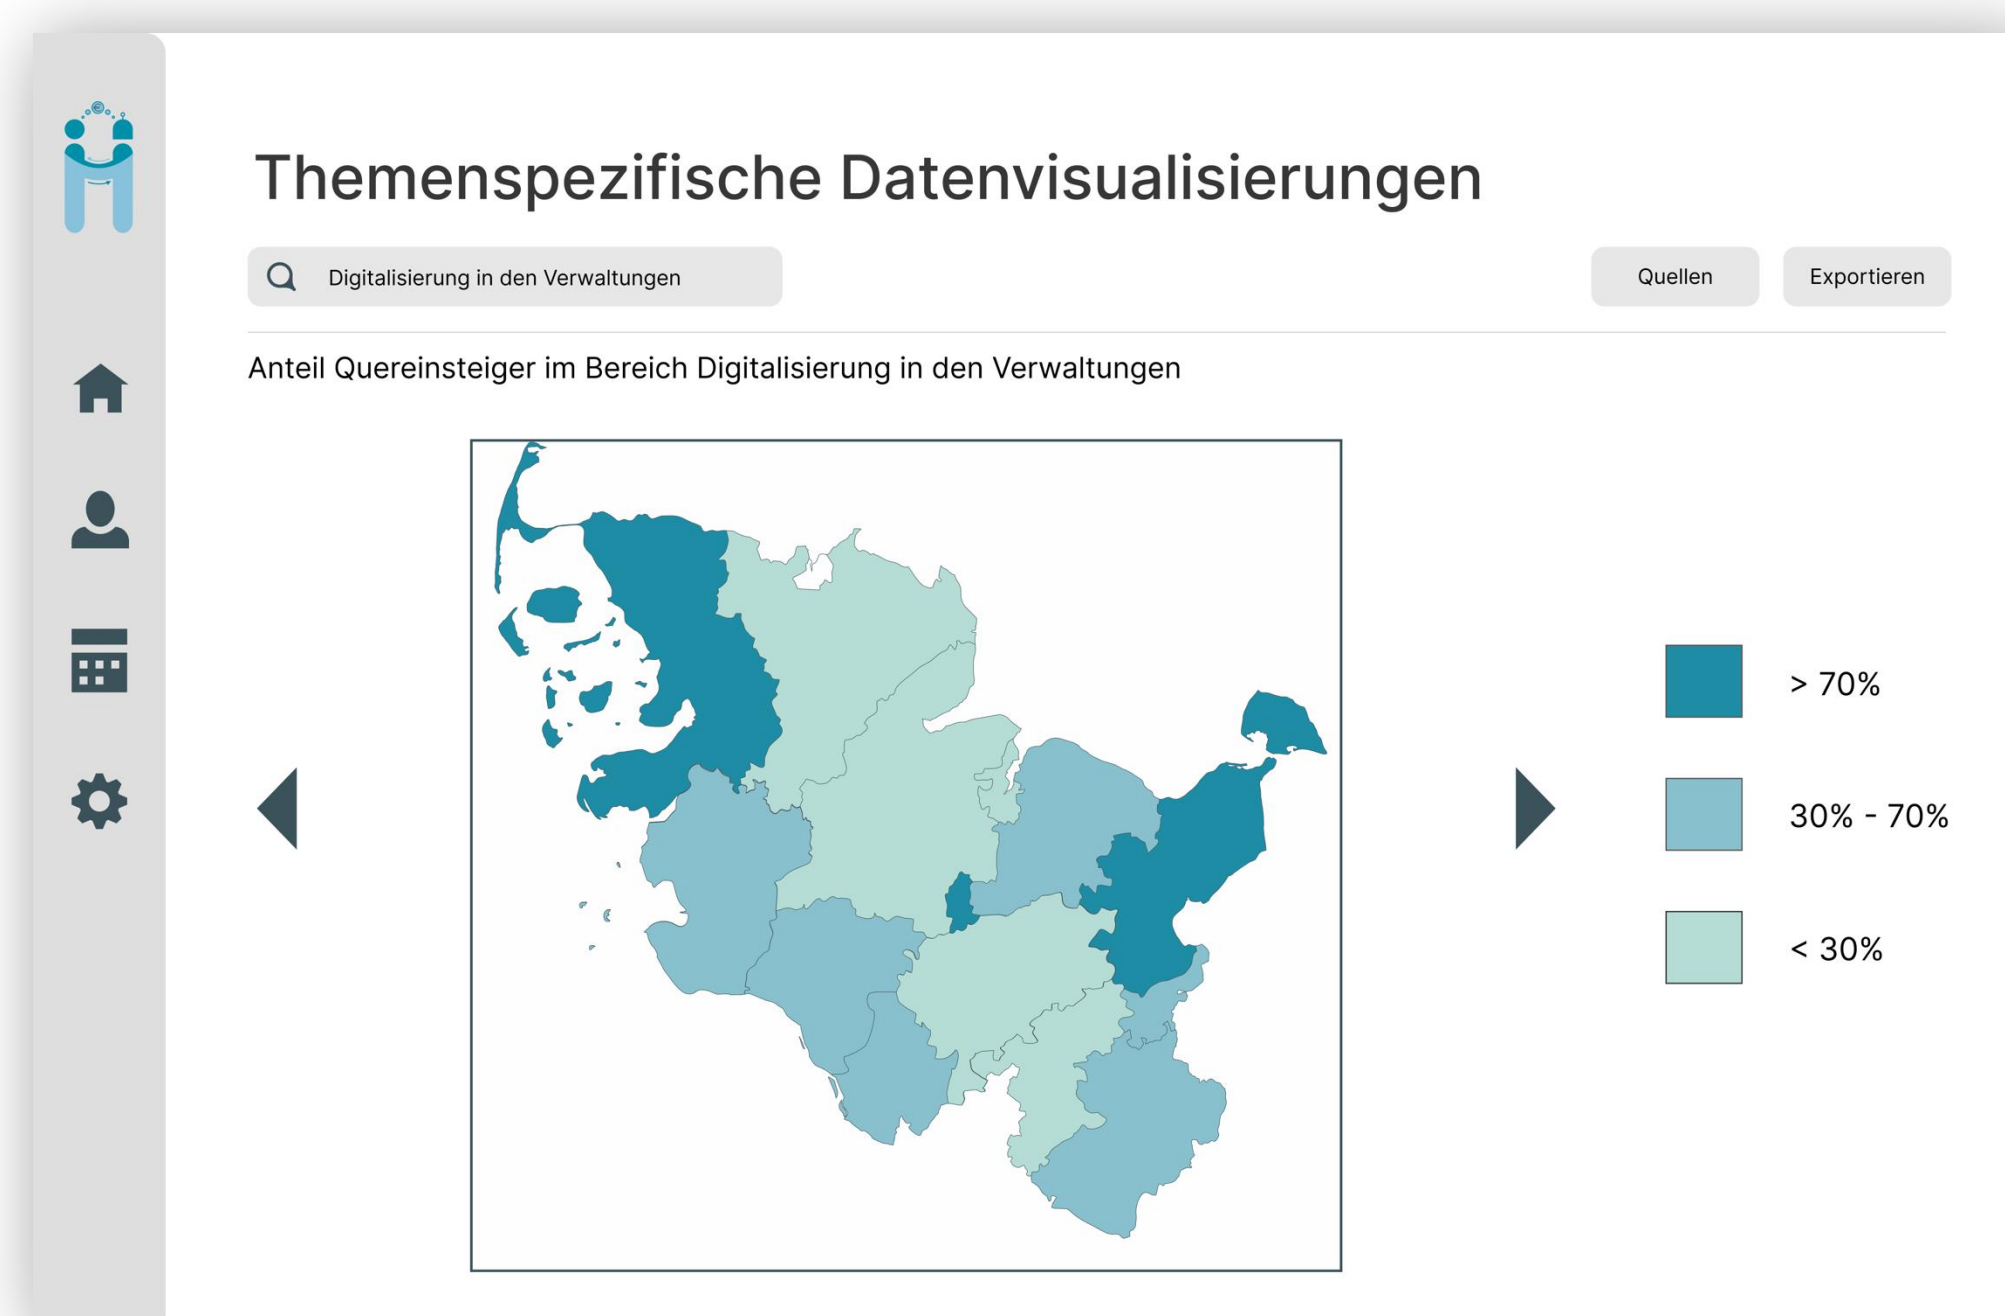 Themenspezifische Datenvisualisierungen
Digitalisierung in den Verwaltungen
Quellen
Exportieren
Anteil Quereinsteiger im Bereich Digitalisierung in den Verwaltungen
> 70%
30% - 70%
< 30%